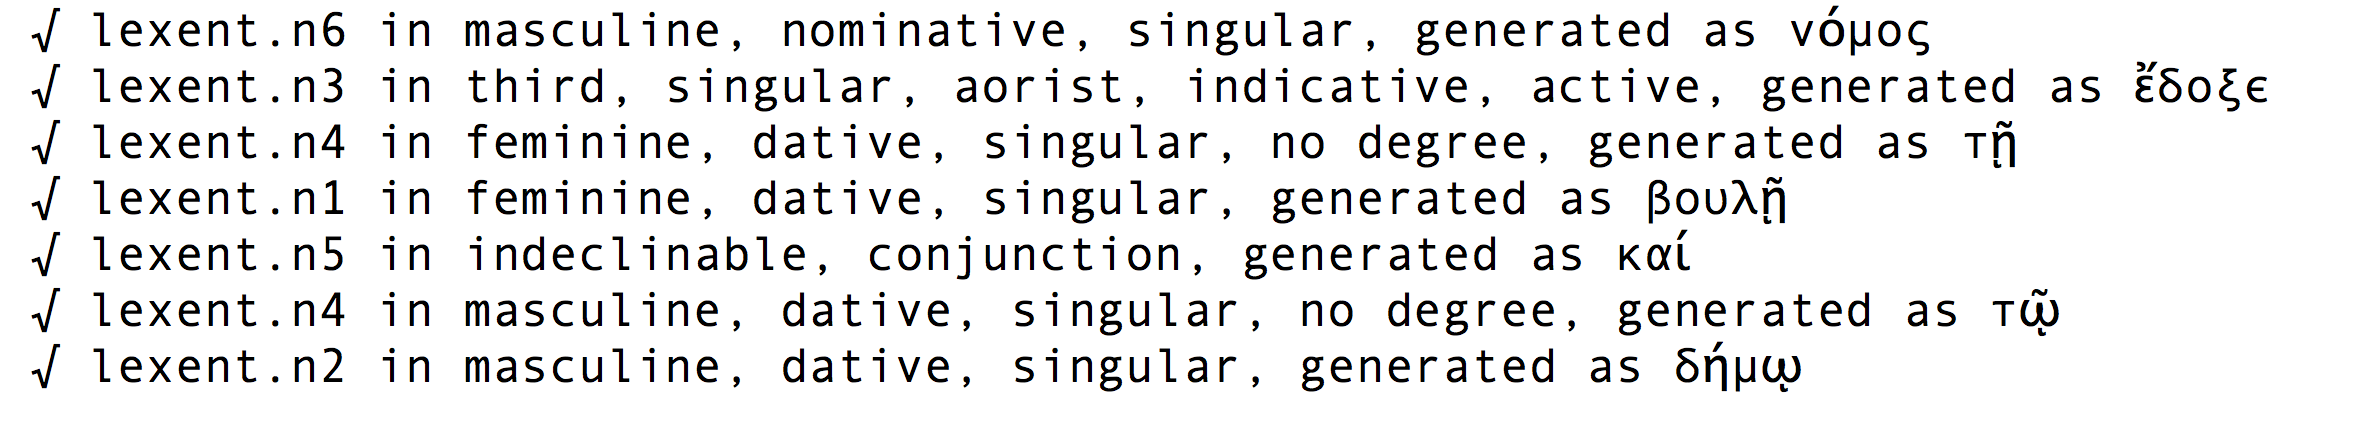 √ lexent.n6 in masculine, nominative, singular, generated as νόμος
√ lexent.n3 in third, singular, aorist, indicative, active, generated as ἔδοξε
√ lexent.n4 in feminine, dative, singular, no degree, generated as τῇ
√ lexent.n1 in feminine, dative, singular, generated as βουλῇ
√ lexent.n5 in indeclinable, conjunction, generated as καί
√ lexent.n4 in masculine, dative, singular, no degree, generated as τῷ
√ lexent.n2 in masculine, dative, singular, generated as δήμῳ